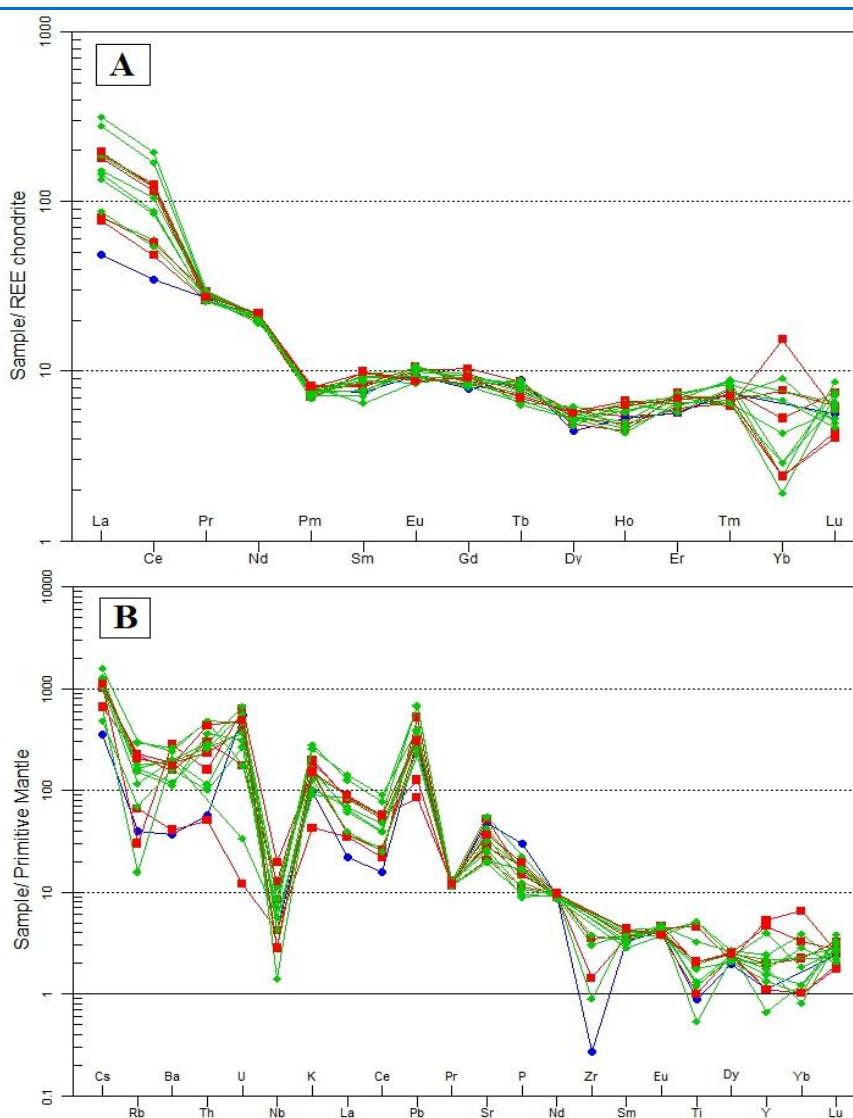 A
Sample/ REE chondrite
1000
100
10
1
La Pr Pm Eu Tb Ho Tm Lu
Ce Nd Sm Gd Dy Er Yb
B
Sample/ Primitive Mantle
10000
1000
100
10
1
0.1
Cs Ba U K Ce Pr P Zr Eu Dy Yb
Rb Th Nb La Pb Sr Nd Sm Ti Y Lu